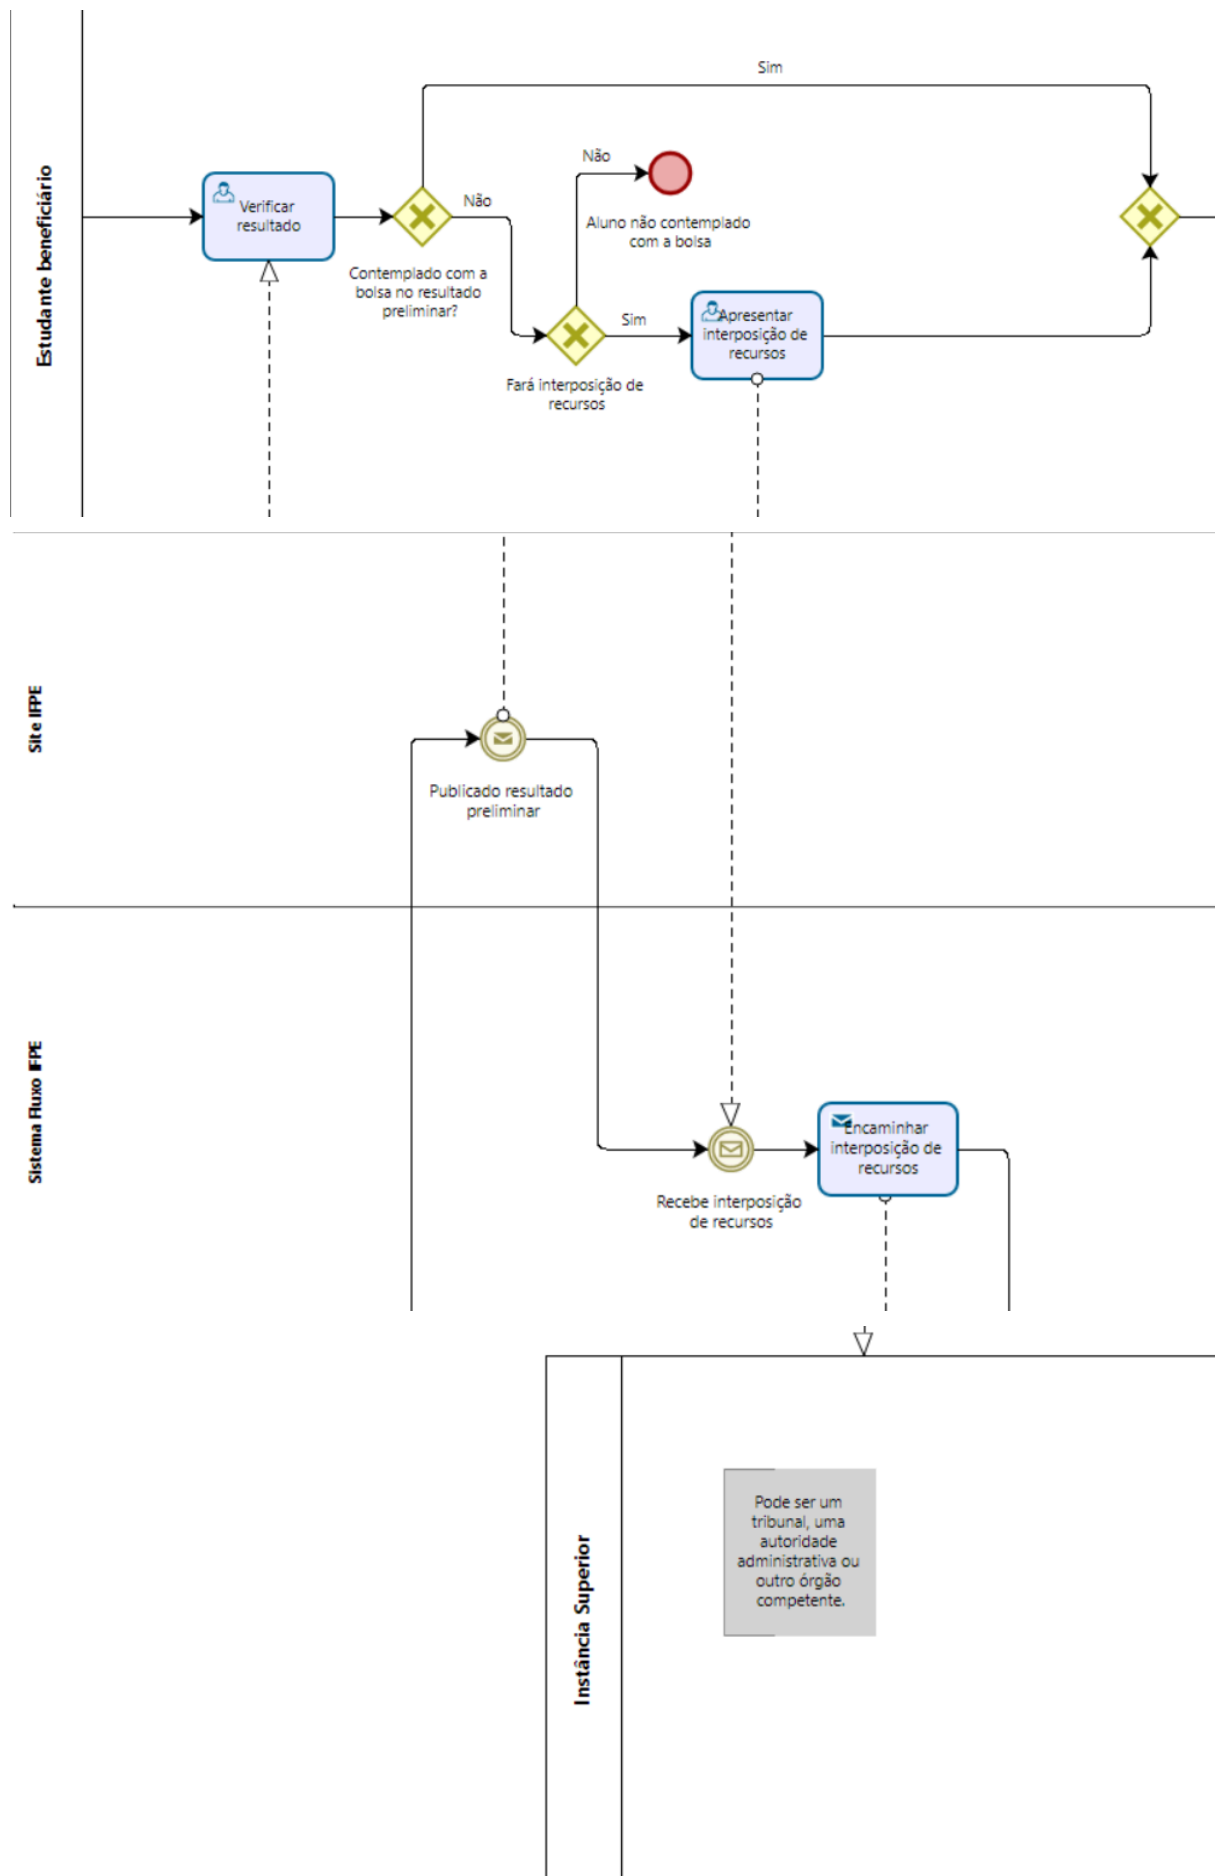 Estudante beneficiário
Sim
Verificar
resultado
Não
Contemplado com a
bolsa no resultado
preliminar?
Não
Aluno não contemplado
com a bolsa
Fará interposição de
recursos
Sim
Apresentar
interposição de
recursos
Site IFPE
Publicado resultado
preliminar
Sistema Fluxo IFPE
Recebe interposição
de recursos
Encaminhar
interposição de
recursos
Instância Superior
Pode ser um
tribunal, uma
autoridade
administrativa ou
outro órgão
competente.